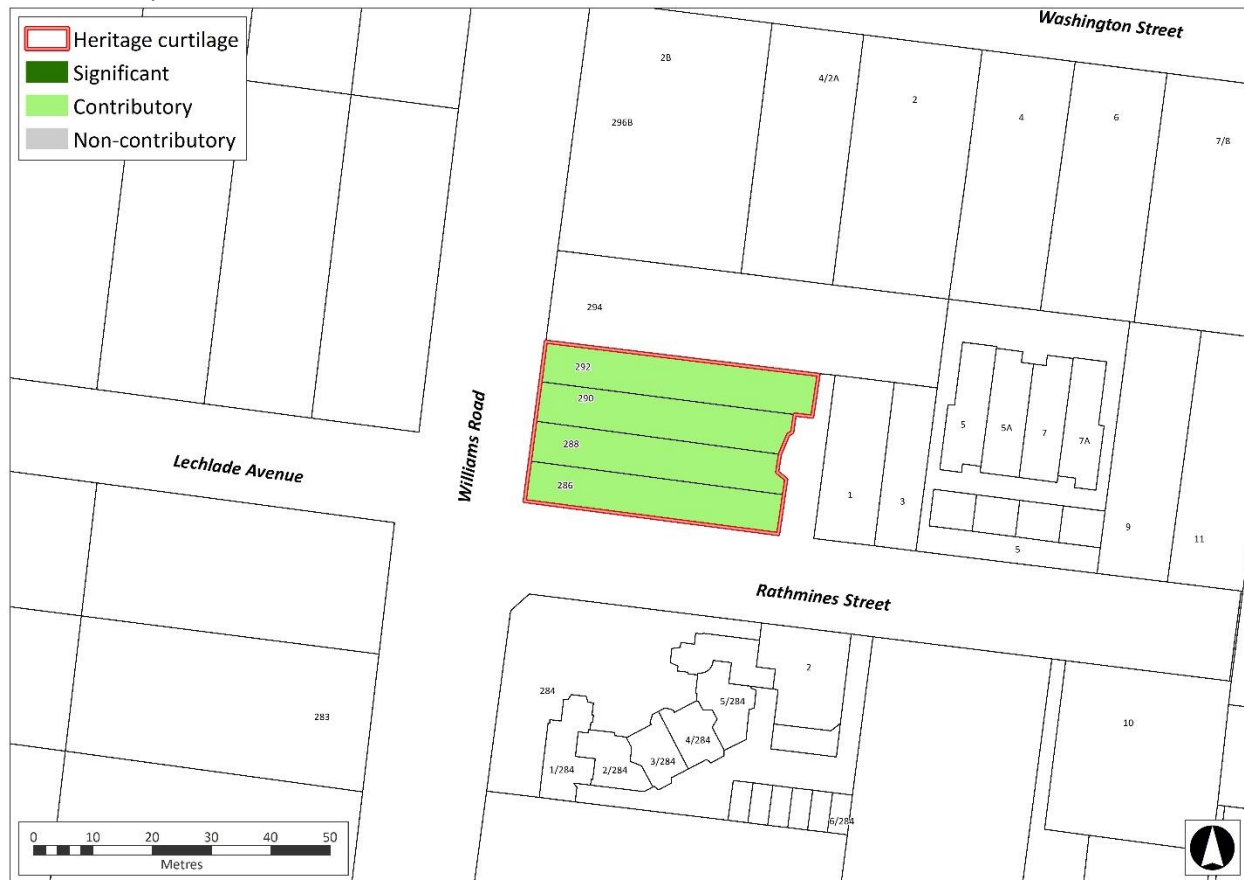 Heritage curtilage
Significant
Contributory
Non-contributory
Washington Street
2B
4/2A
2
4
6
7/B
296B
294
292
290
288
286
Williams Road
Lechlade Avenue
5
5A
7
7A
1
3
5
9
11
Rathmines Street
2
284
5/284
4/284
3/284
2/284
1/284
6/284
283
10
0 10 20 30 40 50
Metres